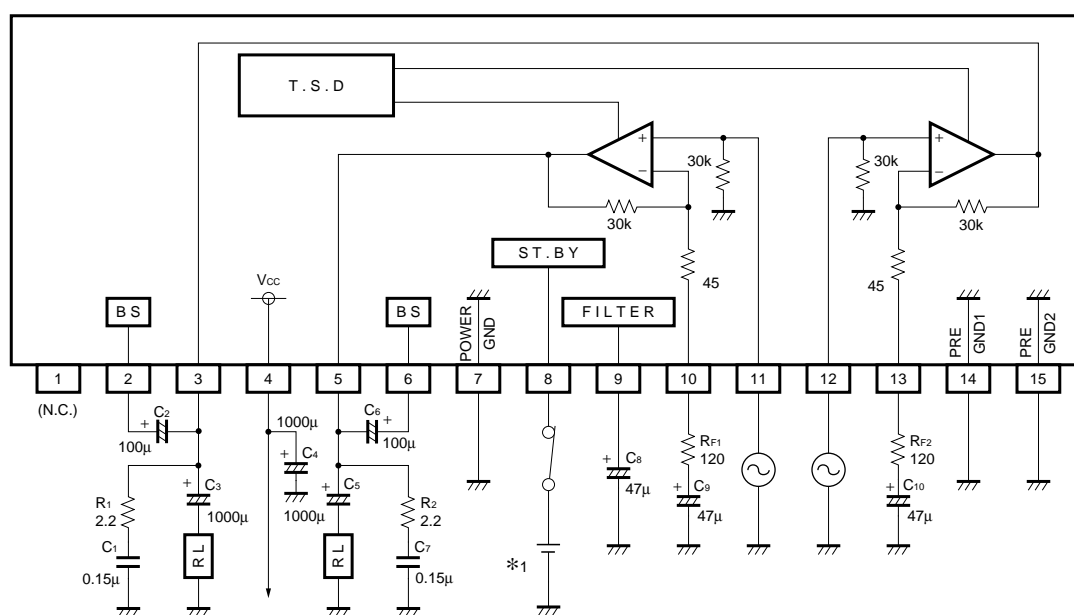 T.S.D
+
−
30k
30k
45
+
−
30k
30k
45
ST.BY
VCC
BS
BS
FILTER
POWER
GND
PRE
GND1
PRE
GND2
1
2
3
4
5
6
7
8
9
10
11
12
13
14
15
(N.C.)
+
C2
100μ
1000μ
+
C4
C6
+
100μ
R1
2.2
+
C3
1000μ
+
C5
1000μ
R2
2.2
C1
0.15μ
RL
RL
C7
0.15μ
*1
+
C8
47μ
RF1
120
+
C9
47μ
RF2
120
+
C10
47μ